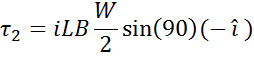 τ₂ = iLB W/2 sin(90)(−î)